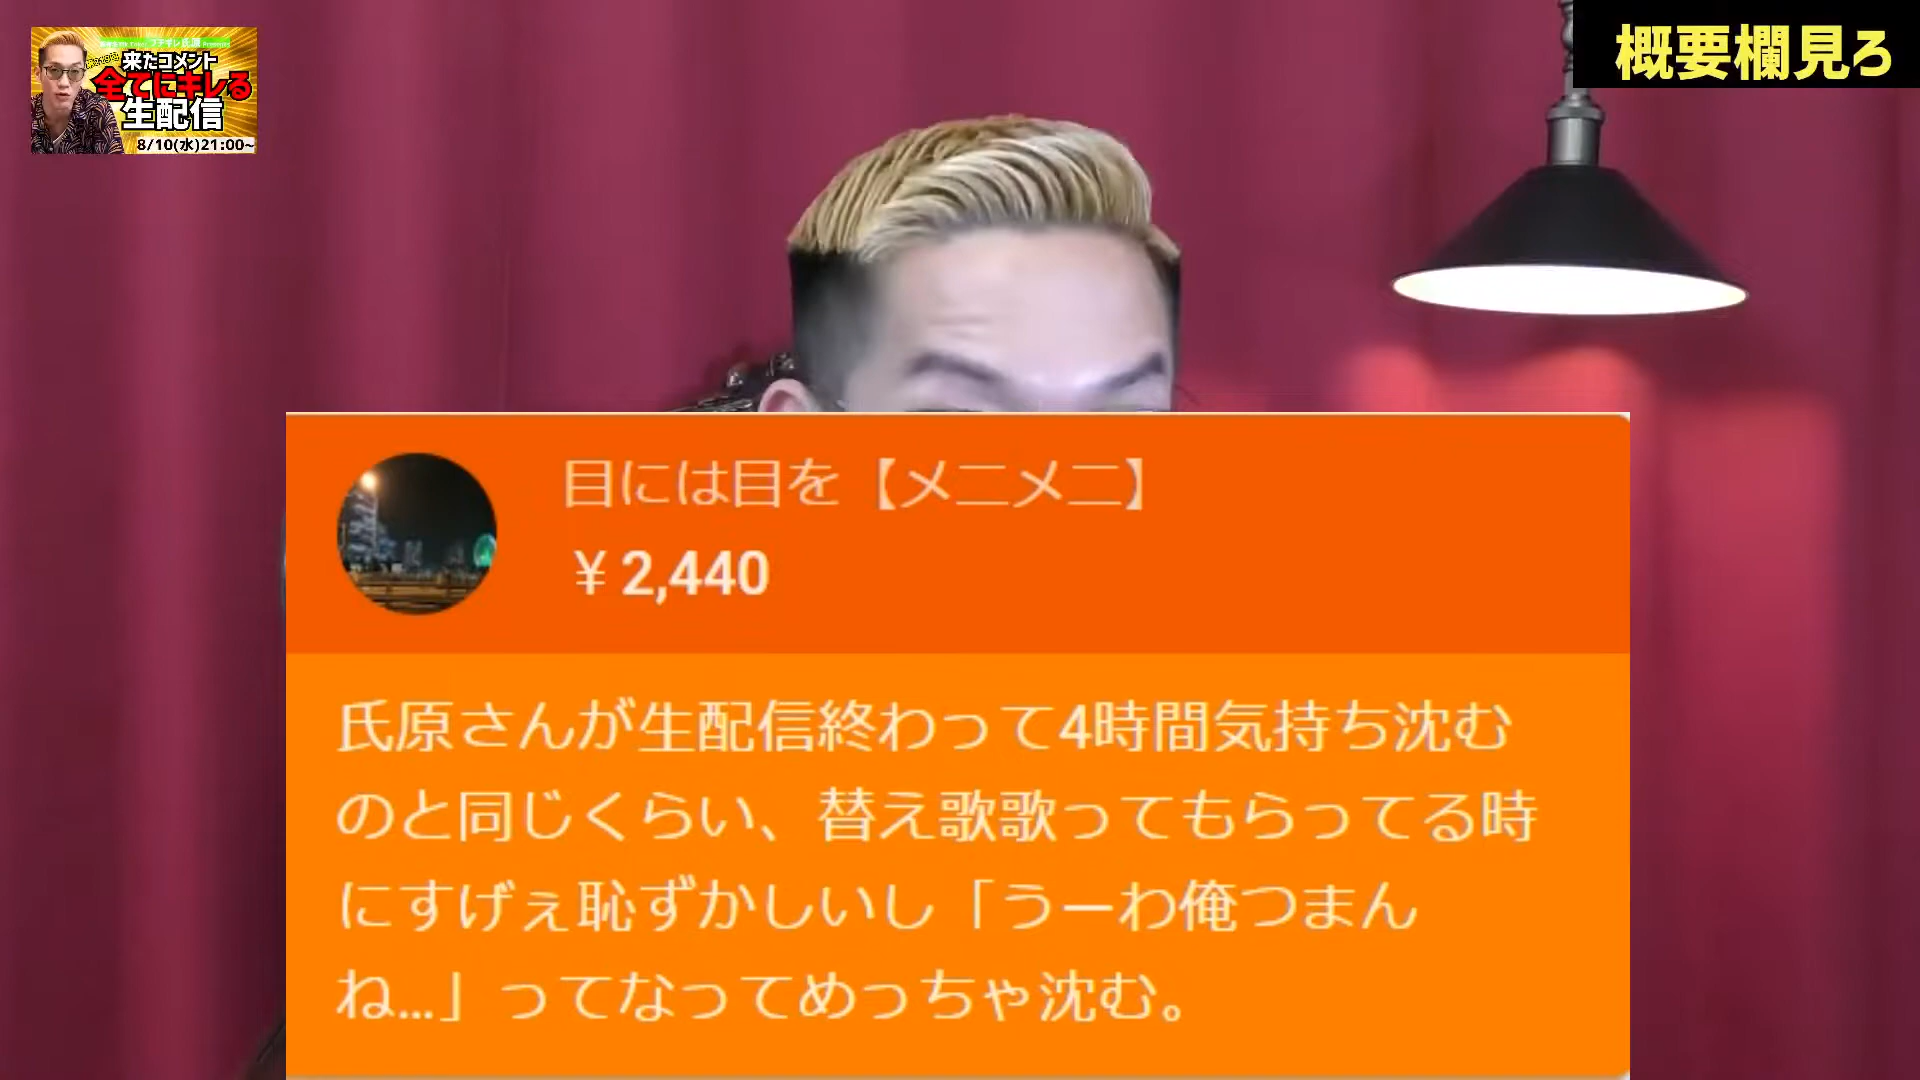 来たコメント
全てにキレる
生配信
8/10(水)21:00~
概要欄見ろ
目には目を【メニメニ】
¥ 2,440
氏原さんが生配信終わって4時間気持ち沈む
のと同じくらい、替え歌歌ってもらってる時
にすげぇ恥ずかしいし「うーわ俺つまん
ね...」ってなってめっちゃ沈む。